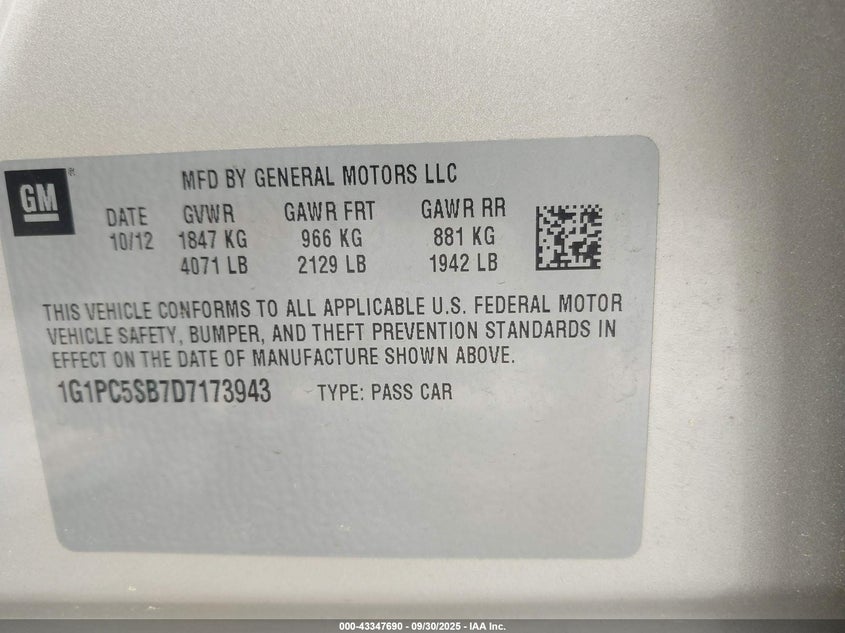 GM
MFD BY GENERAL MOTORS LLC
DATE GVWR GAWR FRT GAWR RR
10/12 1847 KG 966 KG 881 KG
4071 LB 2129 LB 1942 LB
THIS VEHICLE CONFORMS TO ALL APPLICABLE U.S. FEDERAL MOTOR
VEHICLE SAFETY, BUMPER, AND THEFT PREVENTION STANDARDS IN
EFFECT ON THE DATE OF MANUFACTURE SHOWN ABOVE.
1G1PC5SB7D7173943 TYPE: PASS CAR
000-43347690 - 09/30/2025 - IAA Inc.